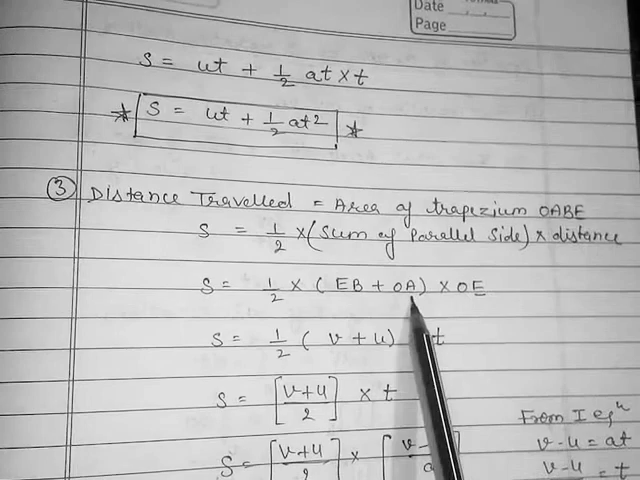 Date
Page
S = ut + 1/2 at × t
* S = ut + 1/2 at² *
③ Distance Travelled = Area of trapezium OABE
S = 1/2 × (Sum of Parallel Side) × distance
S = 1/2 × ( EB + OA) × OE
S = 1/2 ( v + u) t
S = [v+u/2] × t
From I eqⁿ
v - u = at
S = [v+u/2] × [v-/a]
v - u / = t